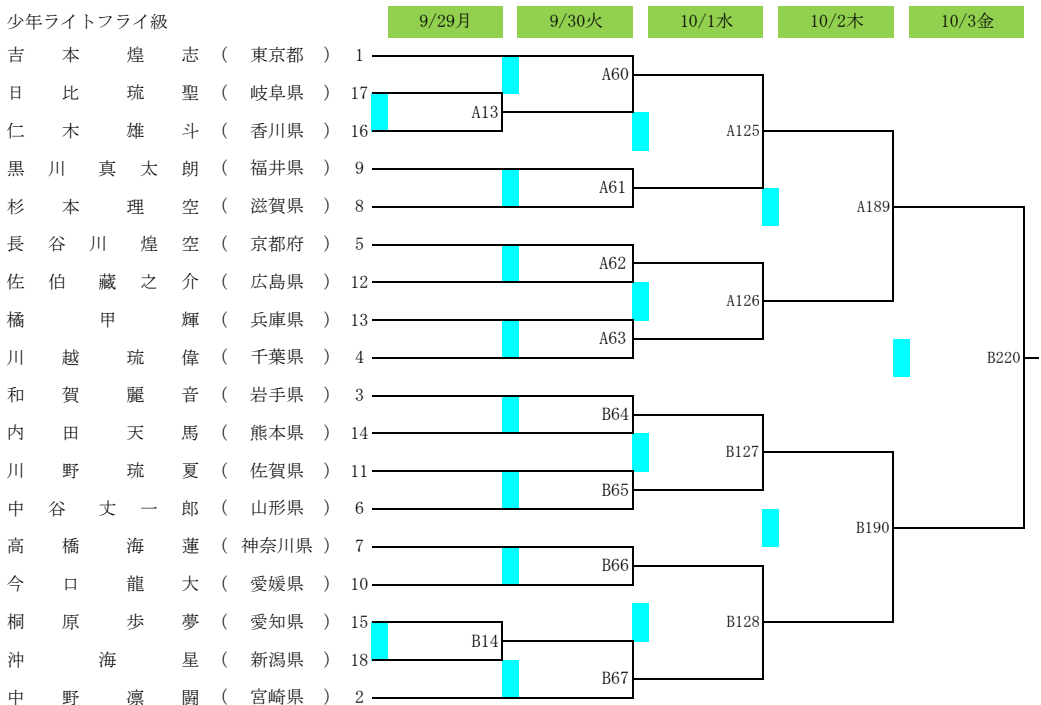 少年ライトフライ級 9/29月 9/30火 10/1水 10/2木 10/3金
吉本煌志 ( 東京都 ) 1
A60
日比琉聖 ( 岐阜県 ) 17
A13
仁木雄斗 ( 香川県 ) 16 A125
黒川真太朗 ( 福井県 ) 9
A61
杉本理空 ( 滋賀県 ) 8 A189
長谷川煌空 ( 京都府 ) 5
A62
佐伯藏之介 ( 広島県 ) 12
A126
橘甲輝 ( 兵庫県 ) 13
A63
川越琉偉 ( 千葉県 ) 4 B220
和賀麗音 ( 岩手県 ) 3
B64
内田天馬 ( 熊本県 ) 14
B127
川野琉夏 ( 佐賀県 ) 11
B65
中谷丈一郎 ( 山形県 ) 6
B190
高橋海蓮 ( 神奈川県 ) 7
B66
今口龍大 ( 愛媛県 ) 10
桐原歩夢 ( 愛知県 ) 15 B128
B14
沖海星 ( 新潟県 ) 18
B67
中野凛闘 ( 宮崎県 ) 2